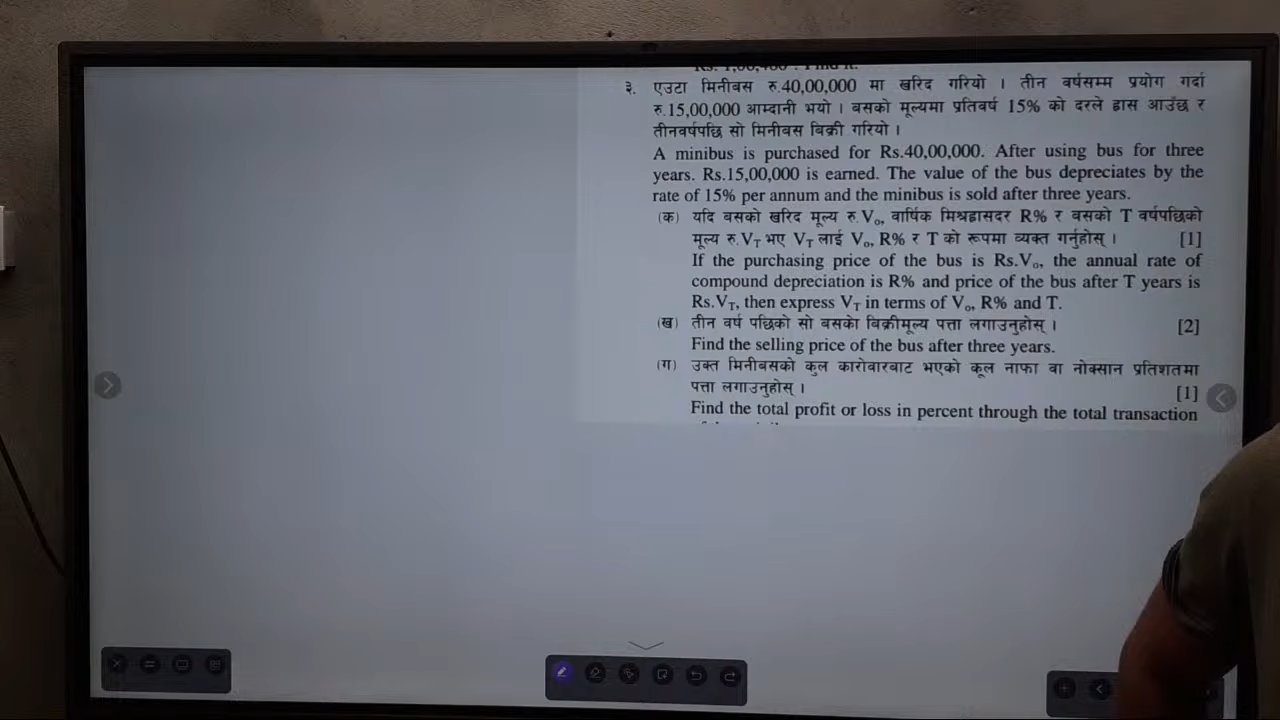 ३. एउटा मिनीबस रु.40,00,000 मा खरिद गरियो । तीन वर्षसम्म प्रयोग गर्दा
रु.15,00,000 आम्दानी भयो । बसको मूल्यमा प्रतिवर्ष 15% को दरले ह्रास आउँछ र
तीनवर्षपछि सो मिनीबस बिक्री गरियो ।
A minibus is purchased for Rs.40,00,000. After using bus for three
years. Rs.15,00,000 is earned. The value of the bus depreciates by the
rate of 15% per annum and the minibus is sold after three years.
(क) यदि बसको खरिद मूल्य रु.V₀, वार्षिक मिश्रह्रासदर R% र बसको T वर्षपछिको
मूल्य रु.V_T भए V_T लाई V₀, R% र T को रूपमा व्यक्त गर्नुहोस् । [1]
If the purchasing price of the bus is Rs.V₀, the annual rate of
compound depreciation is R% and price of the bus after T years is
Rs.V_T, then express V_T in terms of V₀, R% and T.
(ख) तीन वर्ष पछिको सो बसको बिक्रीमूल्य पत्ता लगाउनुहोस् । [2]
Find the selling price of the bus after three years.
(ग) उक्त मिनीबसको कुल कारोबारबाट भएको कूल नाफा वा नोक्सान प्रतिशतमा
पत्ता लगाउनुहोस् । [1]
Find the total profit or loss in percent through the total transaction